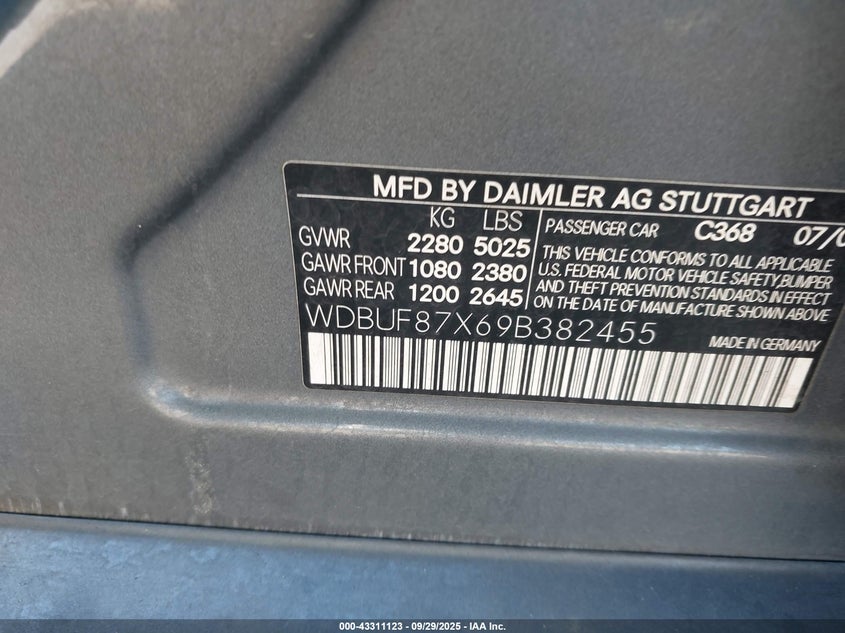 MFD BY DAIMLER AG STUTTGART
KG LBS
GVWR 2280 5025
GAWR FRONT 1080 2380
GAWR REAR 1200 2645
PASSENGER CAR C368 07/0
THIS VEHICLE CONFORMS TO ALL APPLICABLE
U.S. FEDERAL MOTOR VEHICLE SAFETY,BUMPER
AND THEFT PREVENTION STANDARDS IN EFFECT
ON THE DATE OF MANUFACTURE SHOWN ABOVE
WDBUF87X69B382455
MADE IN GERMANY
000-43311123 - 09/29/2025 - IAA Inc.